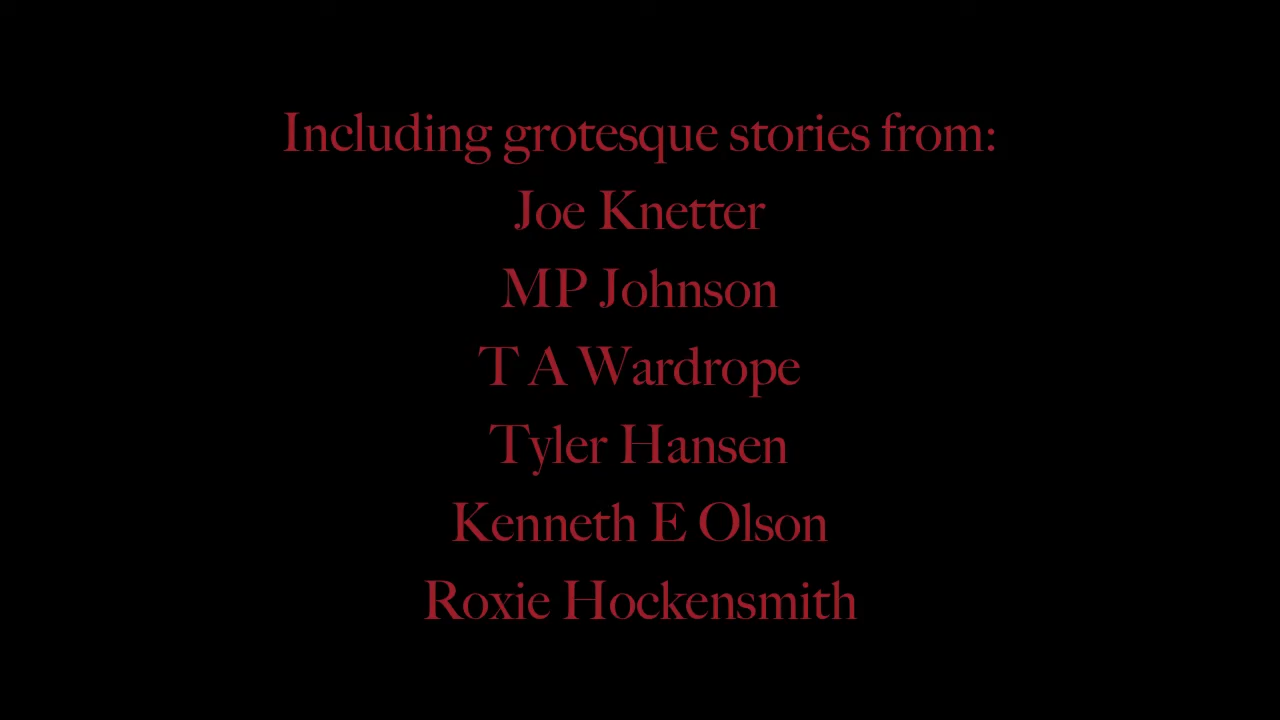 Including grotesque stories from:
Joe Knetter
MP Johnson
T A Wardrope
Tyler Hansen
Kenneth E Olson
Roxie Hockensmith